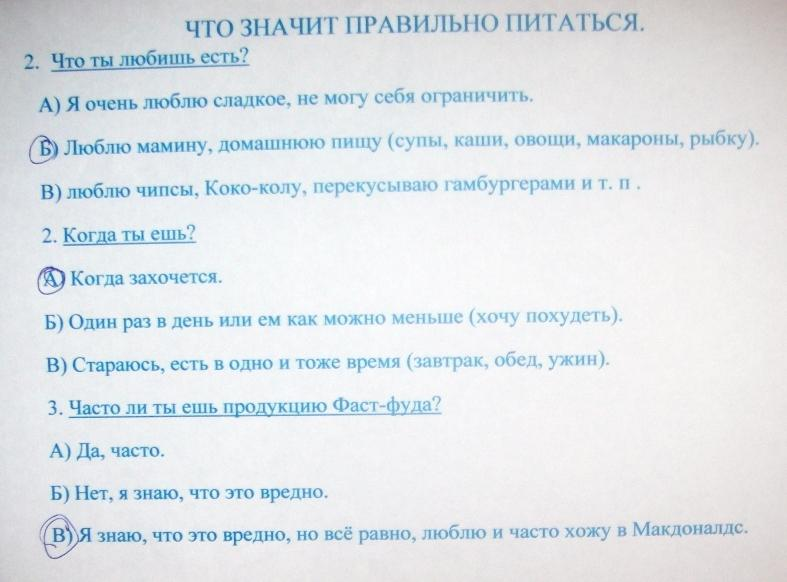 ЧТО ЗНАЧИТ ПРАВИЛЬНО ПИТАТЬСЯ.
2. Что ты любишь есть?
А) Я очень люблю сладкое, не могу себя ограничить.
Б) Люблю мамину, домашнюю пищу (супы, каши, овощи, макароны, рыбку).
В) люблю чипсы, Коко-колу, перекусываю гамбургерами и т. п .
2. Когда ты ешь?
А) Когда захочется.
Б) Один раз в день или ем как можно меньше (хочу похудеть).
В) Стараюсь, есть в одно и тоже время (завтрак, обед, ужин).
3. Часто ли ты ешь продукцию Фаст-фуда?
А) Да, часто.
Б) Нет, я знаю, что это вредно.
В) Я знаю, что это вредно, но всё равно, люблю и часто хожу в Макдоналдс.